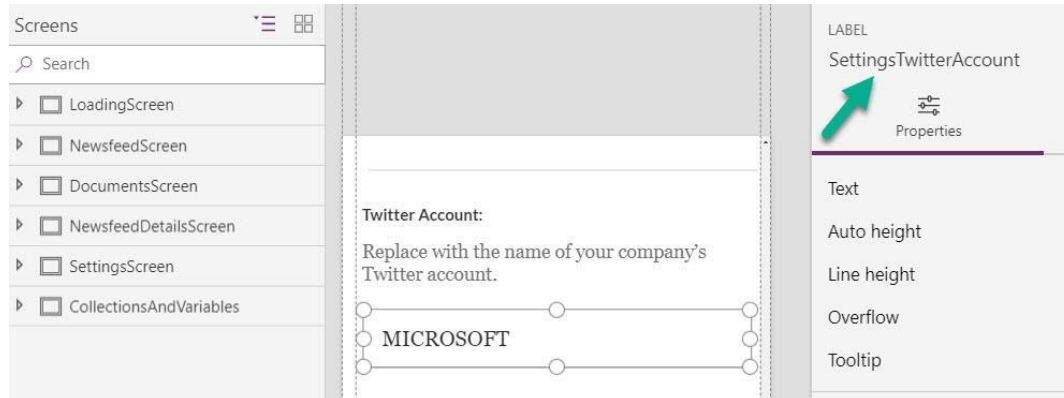 Screens
Search
LoadingScreen
NewsfeedScreen
DocumentsScreen
NewsfeedDetailsScreen
SettingsScreen
CollectionsAndVariables
Twitter Account:
Replace with the name of your company's
Twitter account.
MICROSOFT
LABEL
SettingsTwitterAccount
Properties
Text
Auto height
Line height
Overflow
Tooltip